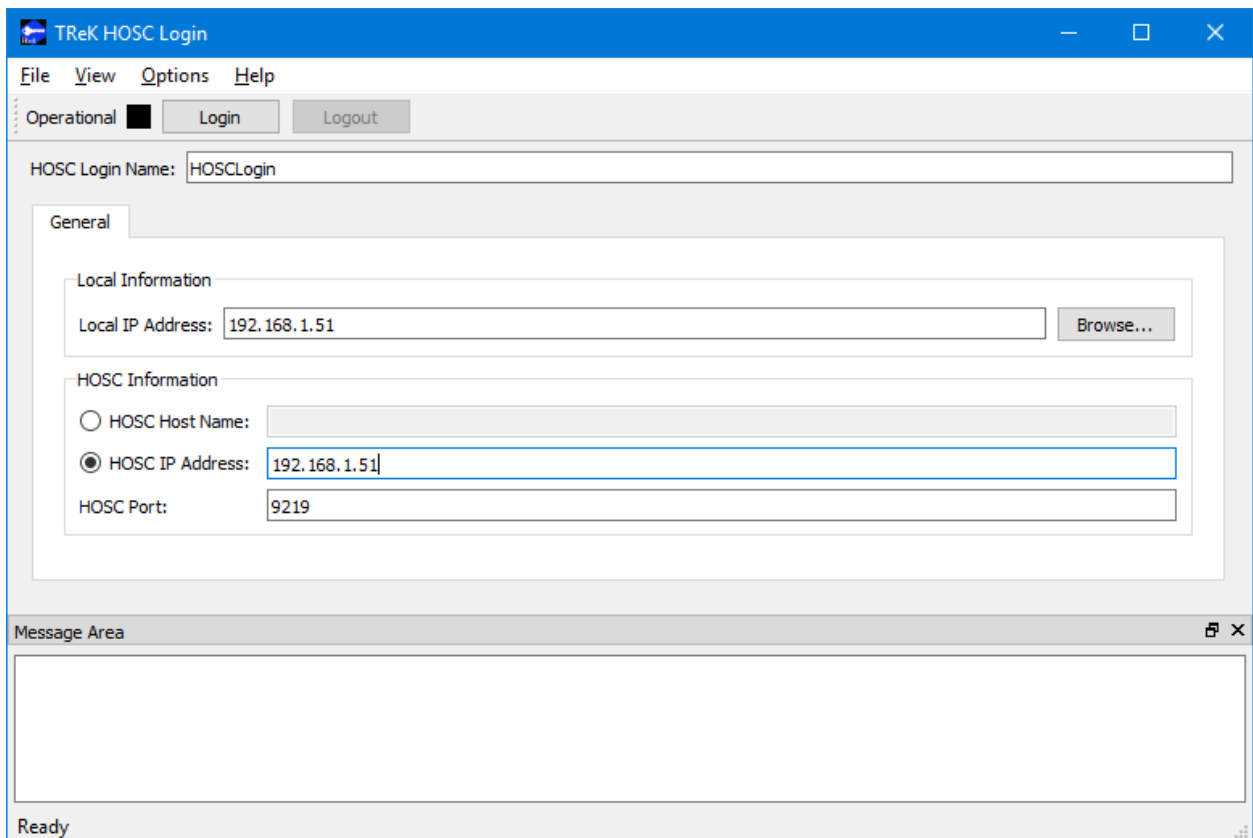 TReK HOSC Login
File View Options Help
Operational Login Logout
HOSC Login Name: HOSCLogin
General
Local Information
Local IP Address: 192.168.1.51 Browse...
HOSC Information
HOSC Host Name:
HOSC IP Address: 192.168.1.51
HOSC Port: 9219
Message Area
Ready